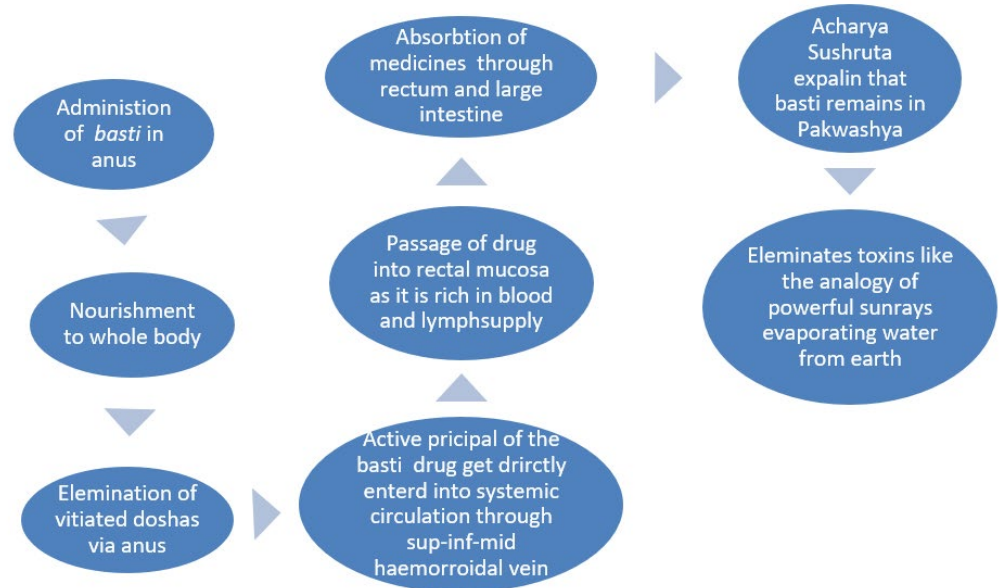 Administion
of basti in
anus
Nourishment
to whole body
Elemination of
vitiated doshas
via anus
Active pricipal of the
basti drug get drirctly
enterd into systemic
circulation through
sup-inf-mid
haemorroidal vein
Passage of drug
into rectal mucosa
as it is rich in blood
and lymphsupply
Absorbtion of
medicines through
rectum and large
intestine
Acharya
Sushruta
expalin that
basti remains in
Pakwashya
Eleminates toxins like
the analogy of
powerful sunrays
evaporating water
from earth